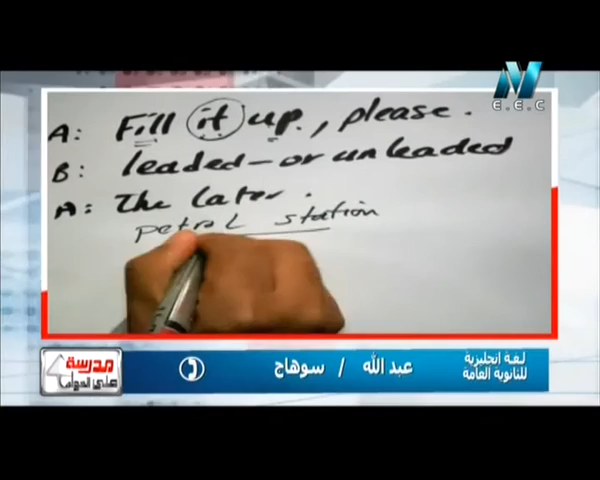 N
E.E.C
A: Fill it up, please.
B: leaded - or unleaded
A: The later.
petrol station
مدرسة
على الهواء
عبد الله / سوهاج
لغة انجليزية
للثانوية العامة